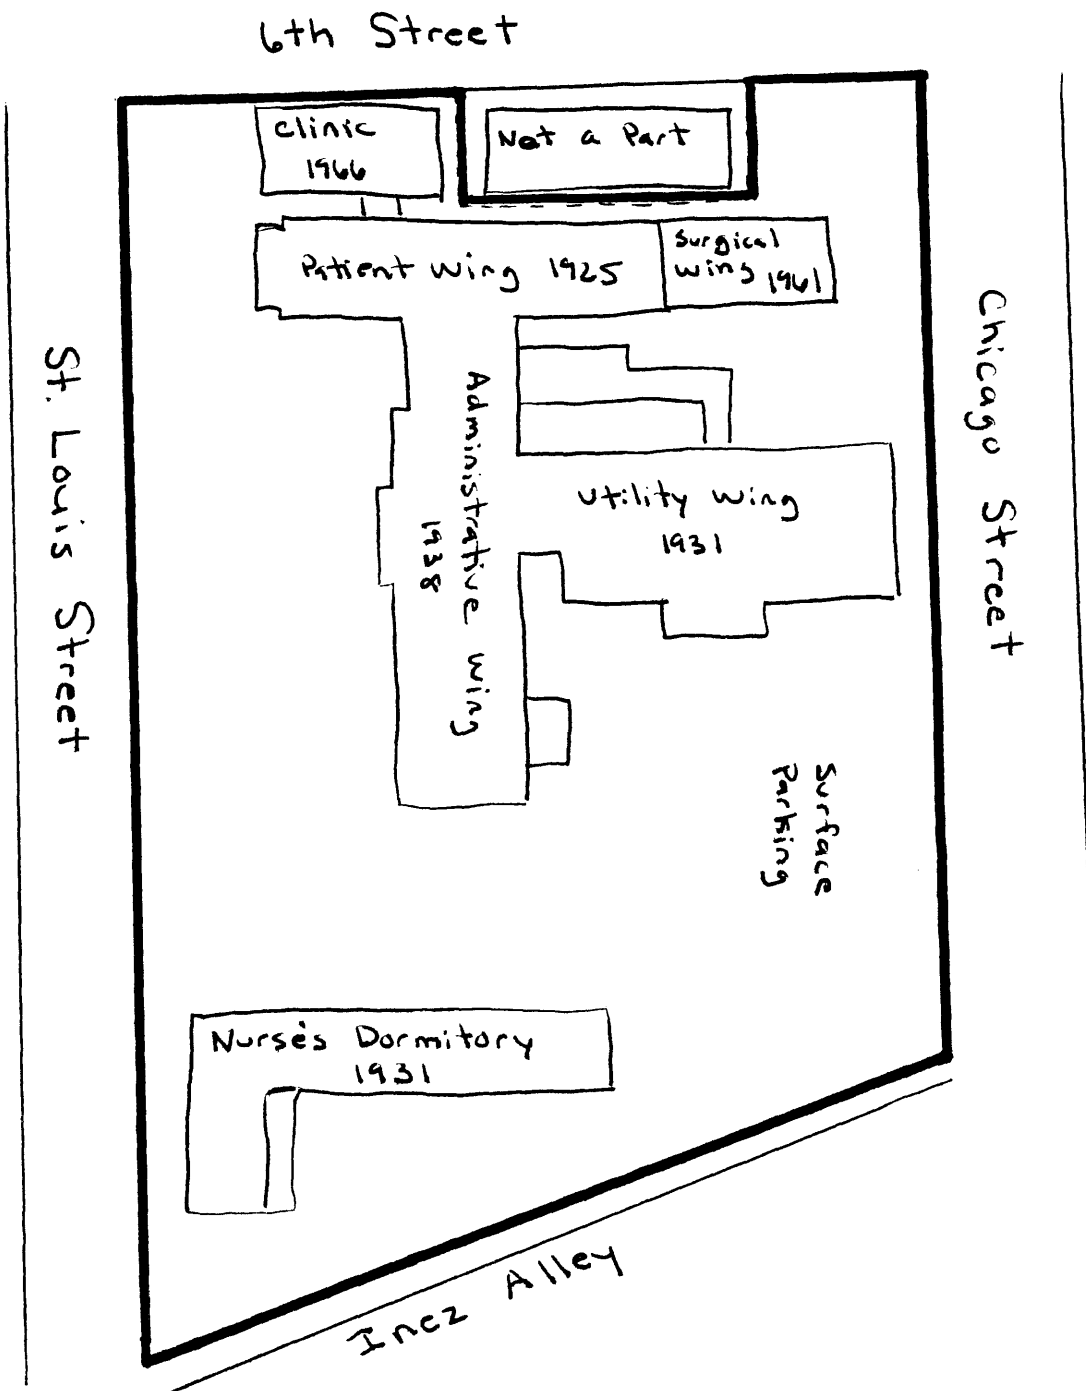 6th Street
Clinic
1966
Not a Part
Patient Wing 1925
Surgical
Wing 1961
St. Louis Street
Chicago Street
Administrative Wing
1938
Utility Wing
1931
Surface
Parking
Nurse's Dormitory
1931
Inez Alley